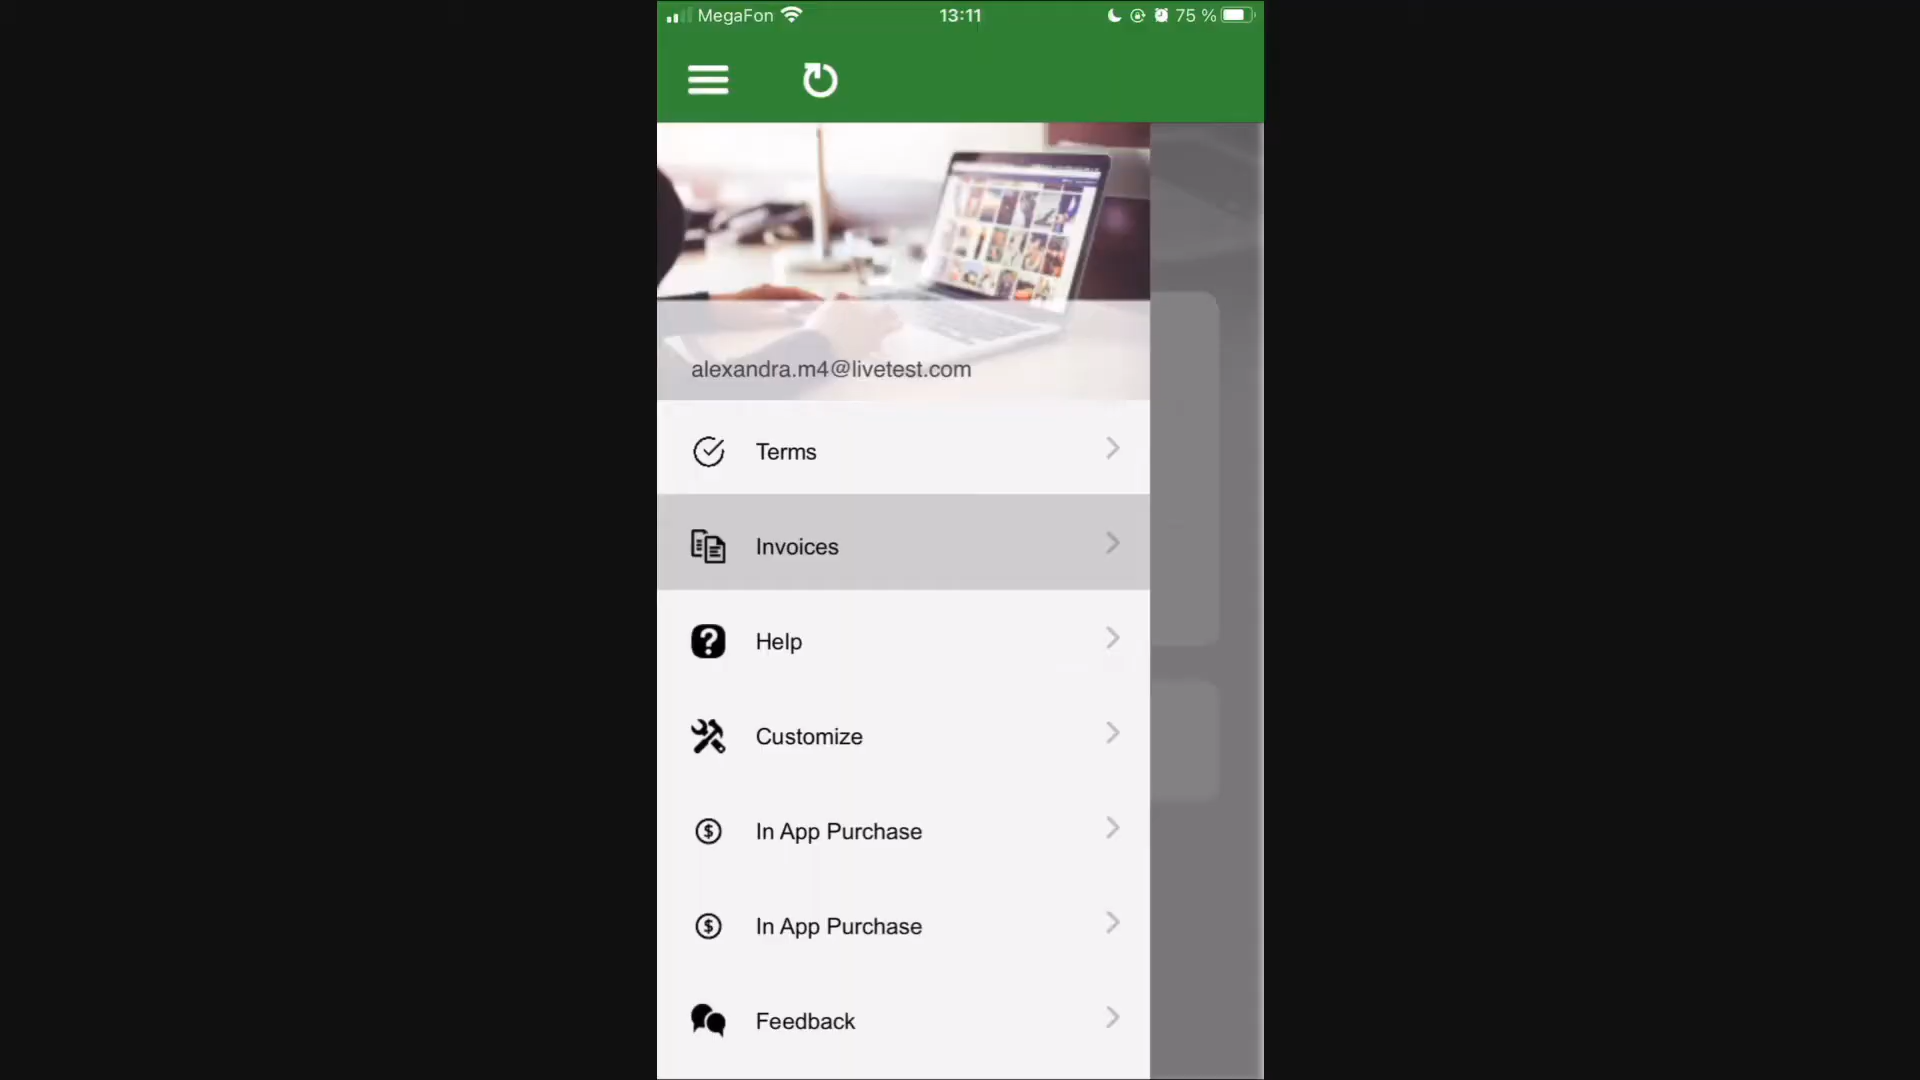 MegaFon 13:11 75 %
alexandra.m4@livetest.com
Terms
Invoices
Help
Customize
In App Purchase
In App Purchase
Feedback